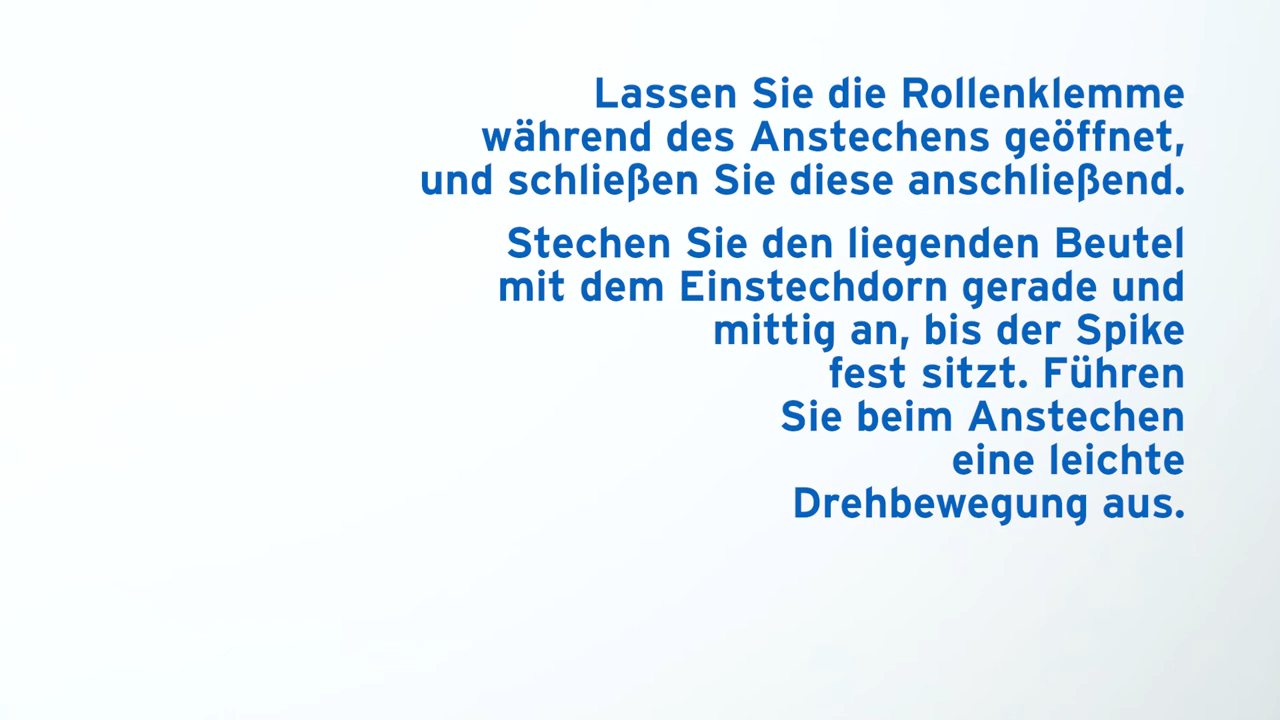 Lassen Sie die Rollenklemme
während des Anstechens geöffnet,
und schließen Sie diese anschließend.
Stechen Sie den liegenden Beutel
mit dem Einstechdorn gerade und
mittig an, bis der Spike
fest sitzt. Führen
Sie beim Anstechen
eine leichte
Drehbewegung aus.